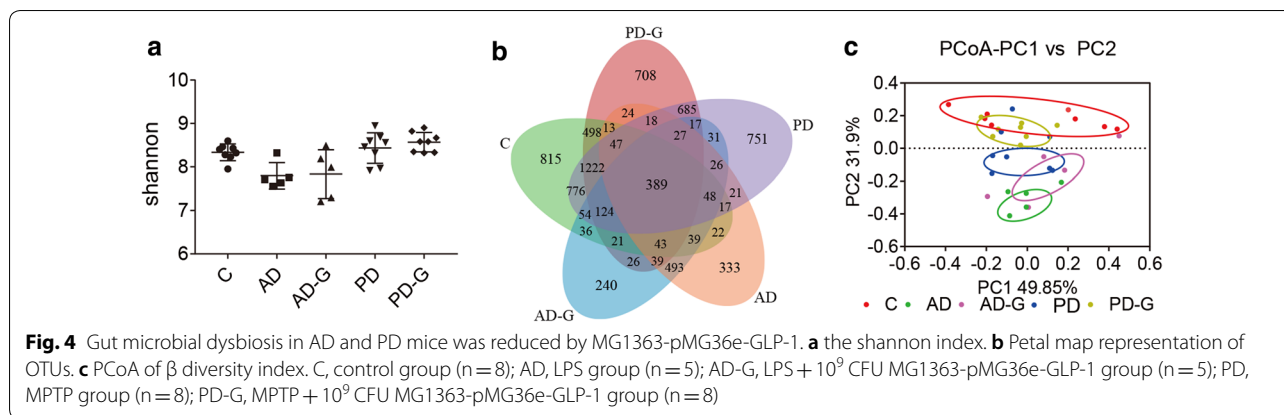 a
10
9
8
7
6
shannon
C
AD
AD-G
PD
PD-G
b
PD-G
708
24
685
C
498
13
18
17
PD
47
27
31
751
815
1222
26
389
776
48
21
54
124
17
36
21
43
39
22
26
39
493
333
240
AD
AD-G
c
PCoA-PC1 vs PC2
0.4
0.2
0.0
-0.2
-0.4
-0.6
PC2 31.9%
-0.6 -0.4 -0.2 0.0 0.2 0.4 0.6
PC1 49.85%
C AD AD-G PD PD-G
Fig. 4 Gut microbial dysbiosis in AD and PD mice was reduced by MG1363-pMG36e-GLP-1. a the shannon index. b Petal map representation of
OTUs. c PCoA of β diversity index. C, control group (n = 8); AD, LPS group (n = 5); AD-G, LPS + 10⁹ CFU MG1363-pMG36e-GLP-1 group (n = 5); PD,
MPTP group (n = 8); PD-G, MPTP + 10⁹ CFU MG1363-pMG36e-GLP-1 group (n = 8)